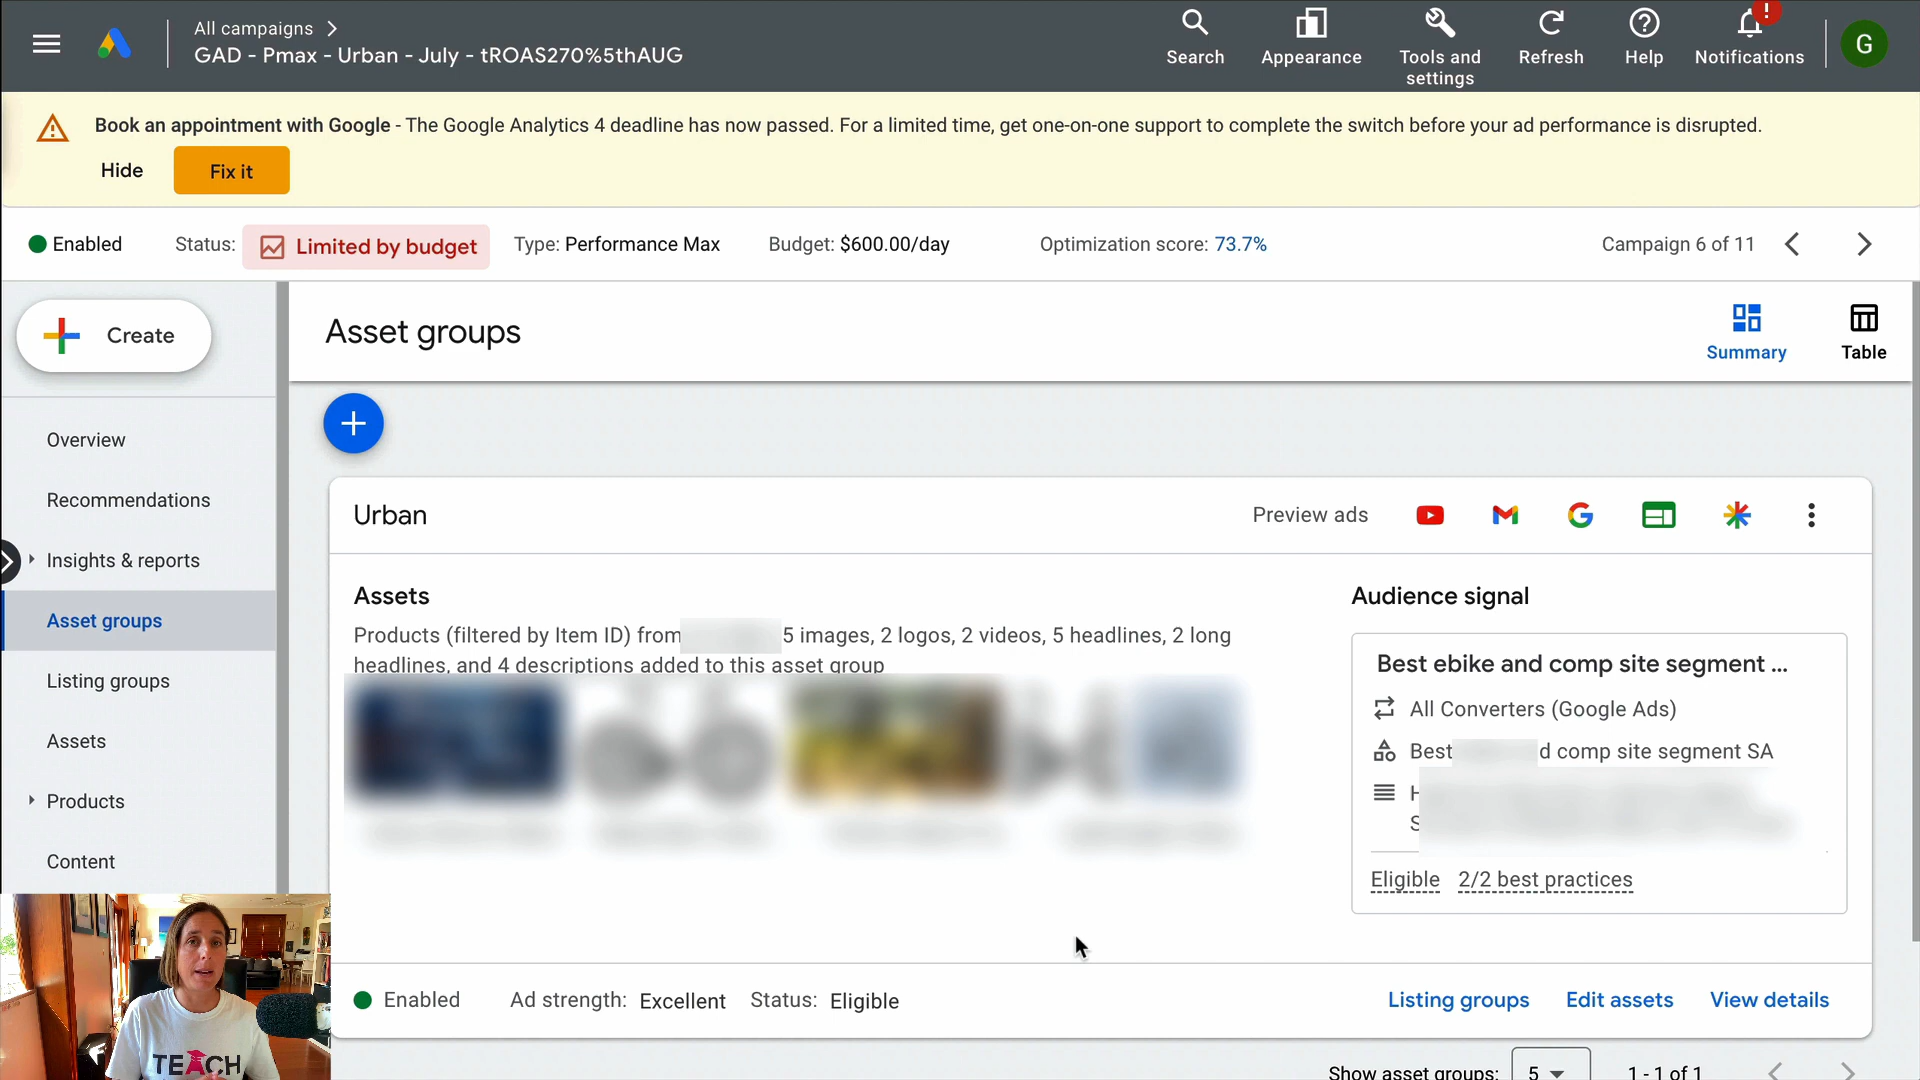 All campaigns
GAD - Pmax - Urban - July - tROAS270%5thAUG
Search
Appearance
Tools and
settings
Refresh
Help
!
Notifications
G
Book an appointment with Google - The Google Analytics 4 deadline has now passed. For a limited time, get one-on-one support to complete the switch before your ad performance is disrupted.
Hide
Fix it
Enabled
Status: Limited by budget
Type: Performance Max
Budget: $600.00/day
Optimization score: 73.7%
Campaign 6 of 11
Create
Asset groups
Summary
Table
Overview
Recommendations
Insights & reports
Asset groups
Listing groups
Assets
Products
Content
Urban
Preview ads
Assets
Products (filtered by Item ID) from 5 images, 2 logos, 2 videos, 5 headlines, 2 long
headlines, and 4 descriptions added to this asset group
Audience signal
Best ebike and comp site segment ...
All Converters (Google Ads)
Best d comp site segment SA
H
S
Eligible 2/2 best practices
Enabled
Ad strength: Excellent
Status: Eligible
Listing groups
Edit assets
View details
Show asset groups: 5
1 - 1 of 1
TEACH